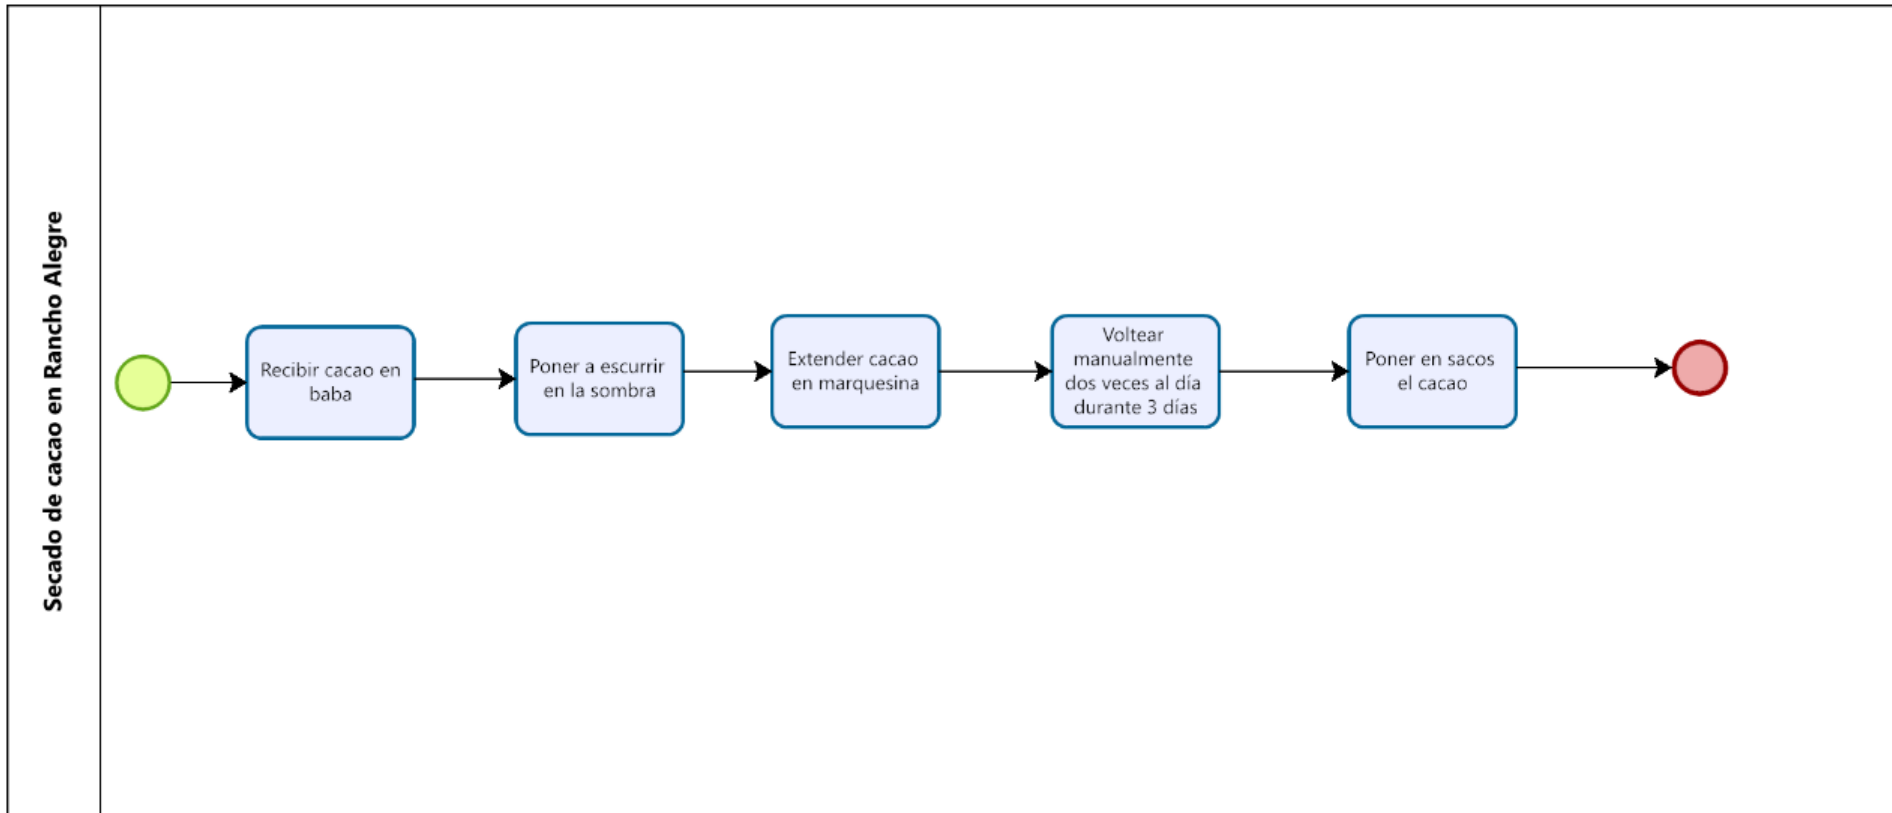 Secado de cacao en Rancho Alegre
Recibir cacao en
baba
Poner a escurrir
en la sombra
Extender cacao
en marquesina
Voltear
manualmente
dos veces al día
durante 3 días
Poner en sacos
el cacao